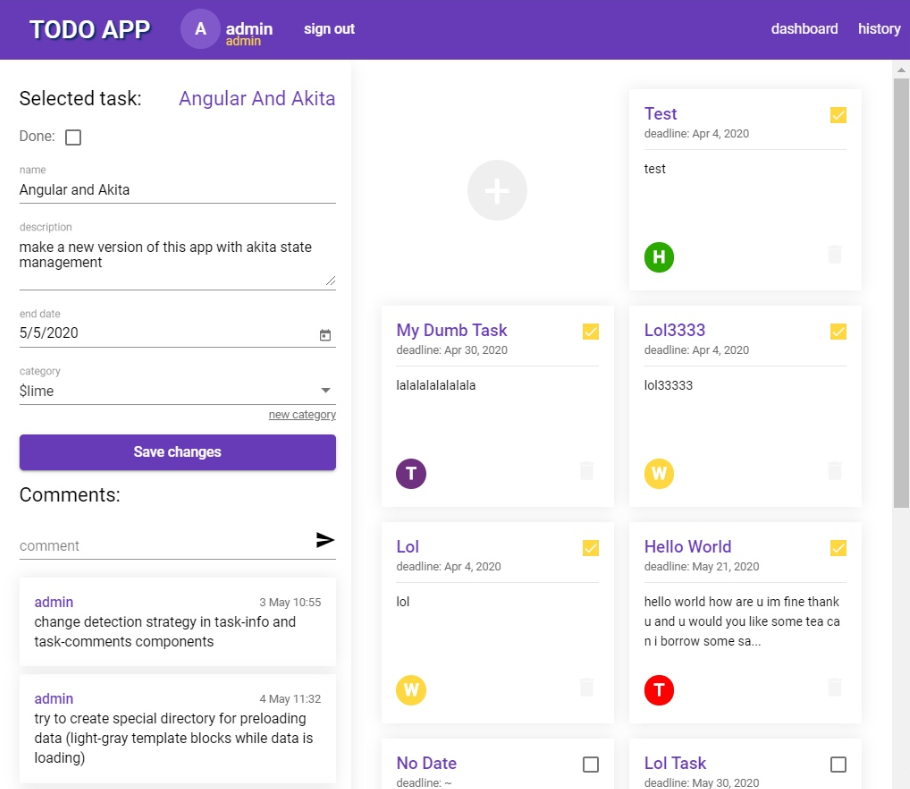 TODO APP
A
admin
admin
sign out
dashboard
history
Selected task:
Angular And Akita
Done:
name
Angular and Akita
description
make a new version of this app with akita state
management
end date
5/5/2020
category
$lime
new category
Save changes
Comments:
comment
admin
3 May 10:55
change detection strategy in task-info and
task-comments components
admin
4 May 11:32
try to create special directory for preloading
data (light-gray template blocks while data is
loading)
Test
deadline: Apr 4, 2020
test
H
My Dumb Task
deadline: Apr 30, 2020
lalalalalalalala
T
Lol3333
deadline: Apr 4, 2020
lol33333
W
Lol
deadline: Apr 4, 2020
lol
W
Hello World
deadline: May 21, 2020
hello world how are u im fine thank
u and u would you like some tea ca
n i borrow some sa...
T
No Date
deadline: ~
Lol Task
deadline: May 30, 2020